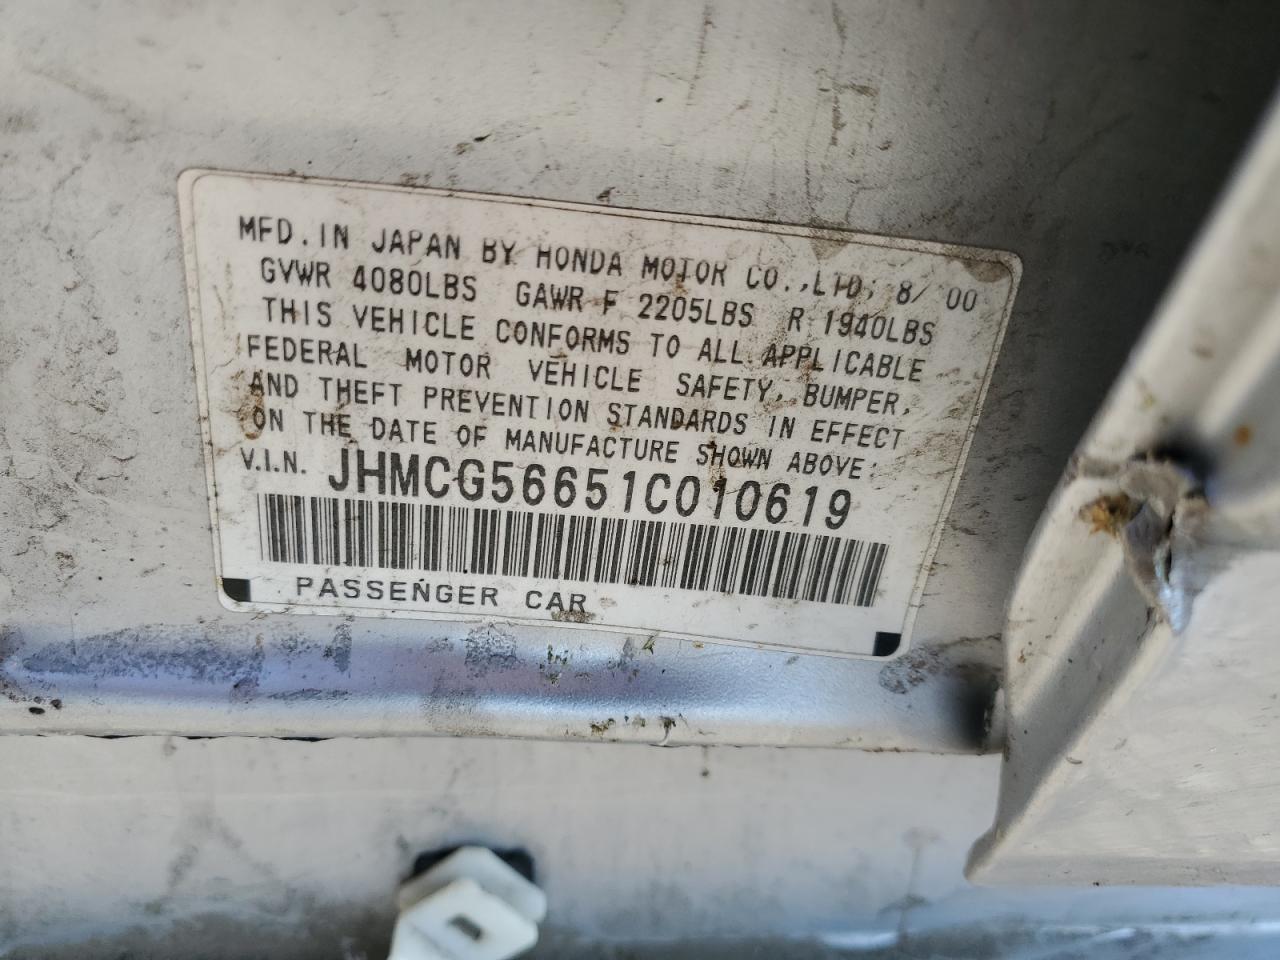 MFD. IN JAPAN BY HONDA MOTOR CO., LTD; 8/ 00
GVWR 4080LBS GAWR F 2205LBS R 1940LBS
THIS VEHICLE CONFORMS TO ALL APPLICABLE
FEDERAL MOTOR VEHICLE SAFETY, BUMPER,
AND THEFT PREVENTION STANDARDS IN EFFECT
ON THE DATE OF MANUFACTURE SHOWN ABOVE:
V.I.N. JHMCG56651C010619
PASSENGER CAR